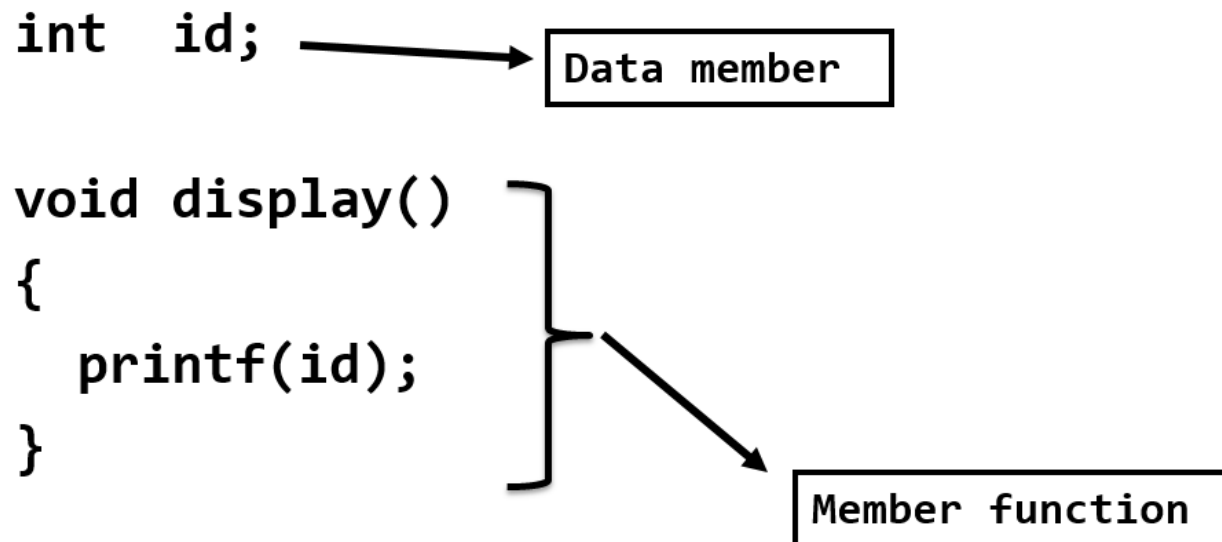 int  id;
Data member
void display()
{
  printf(id);
}
Member function